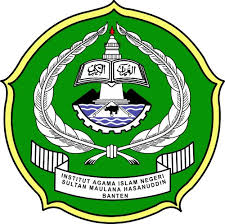 INSTITUT AGAMA ISLAM NEGERI
SULTAN MAULANA HASANUDDIN
BANTEN